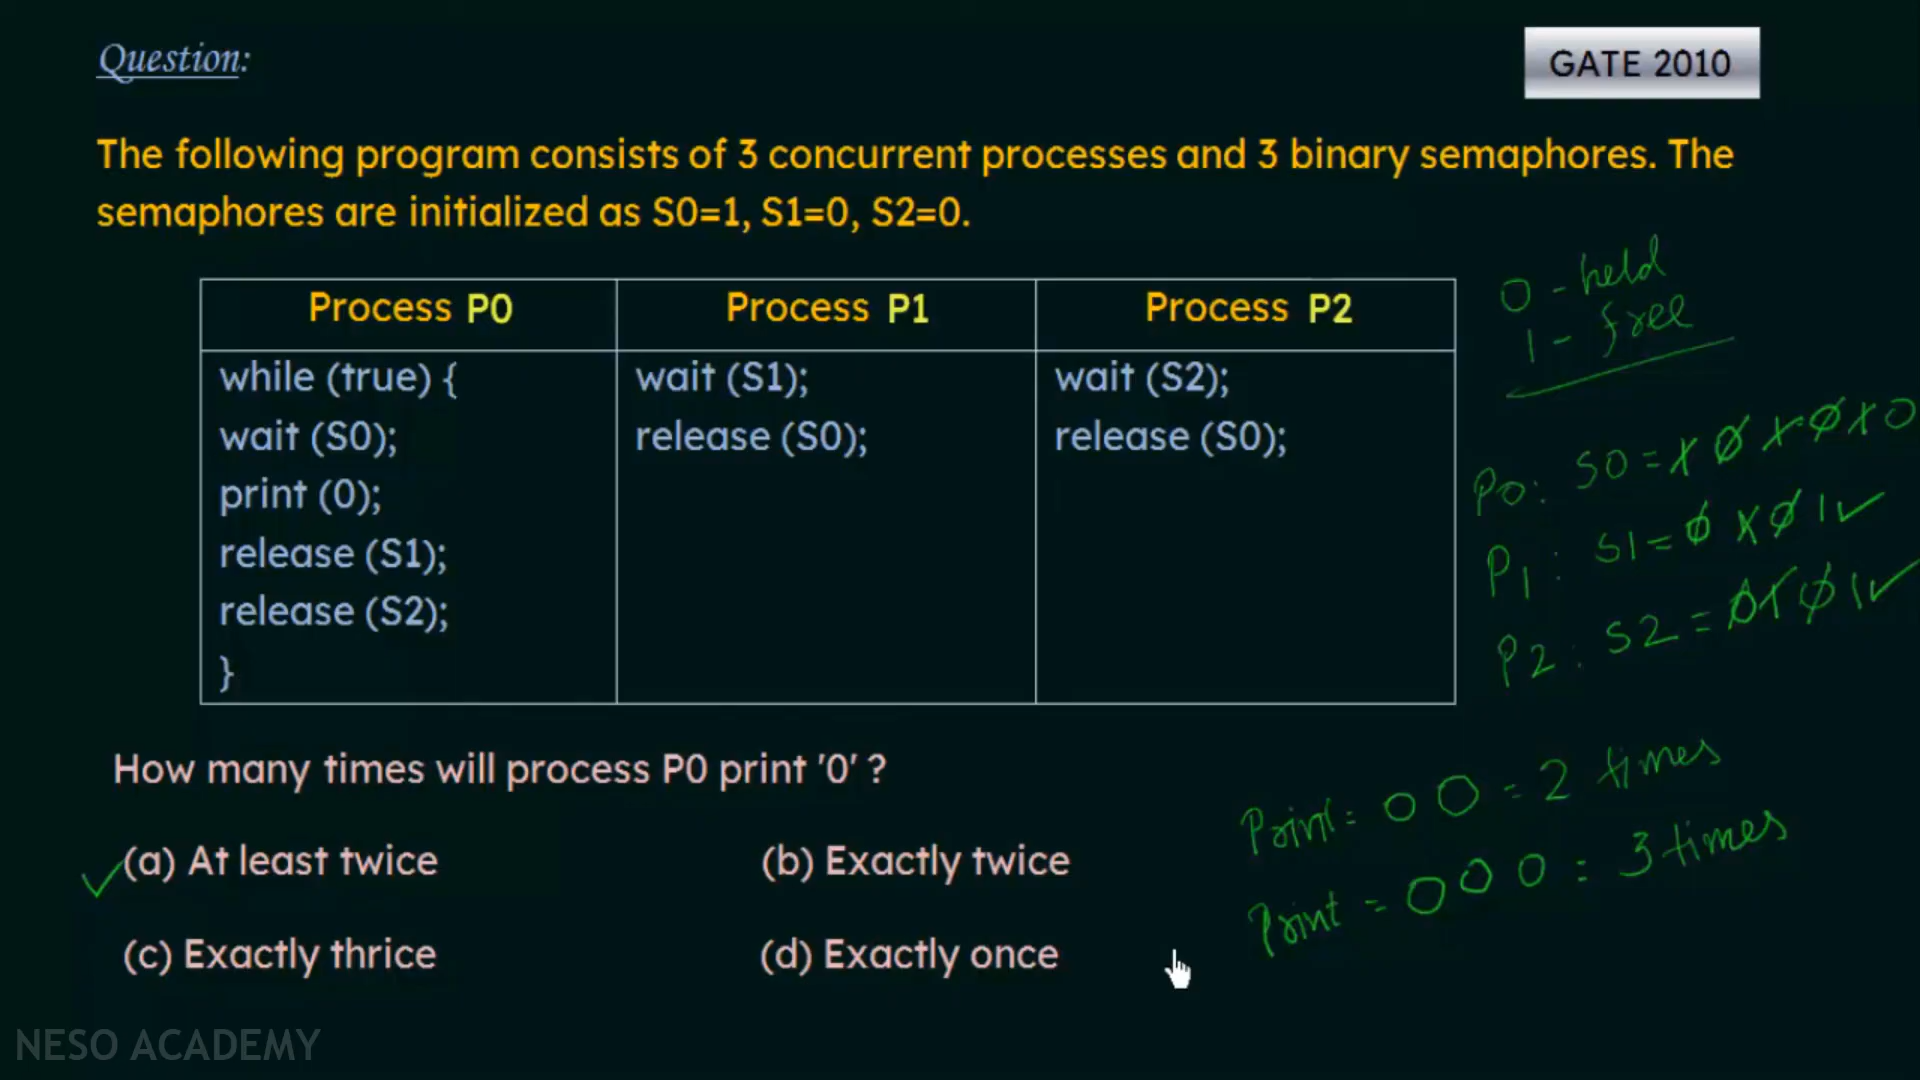 Question:
GATE 2010
The following program consists of 3 concurrent processes and 3 binary semaphores. The
semaphores are initialized as S0=1, S1=0, S2=0.
Process P0
while (true) {
wait (S0);
print (0);
release (S1);
release (S2);
}
Process P1
wait (S1);
release (S0);
Process P2
wait (S2);
release (S0);
0 - held
1 - free
P0: S0 = 1 0 1 0 1 0
P1: S1 = 0 1 0 1 ✓
P2: S2 = 0 1 0 1 ✓
How many times will process P0 print '0' ?
Print = 0 0 = 2 times
Print = 0 0 0 = 3 times
✓ (a) At least twice
(b) Exactly twice
(c) Exactly thrice
(d) Exactly once
NESO ACADEMY